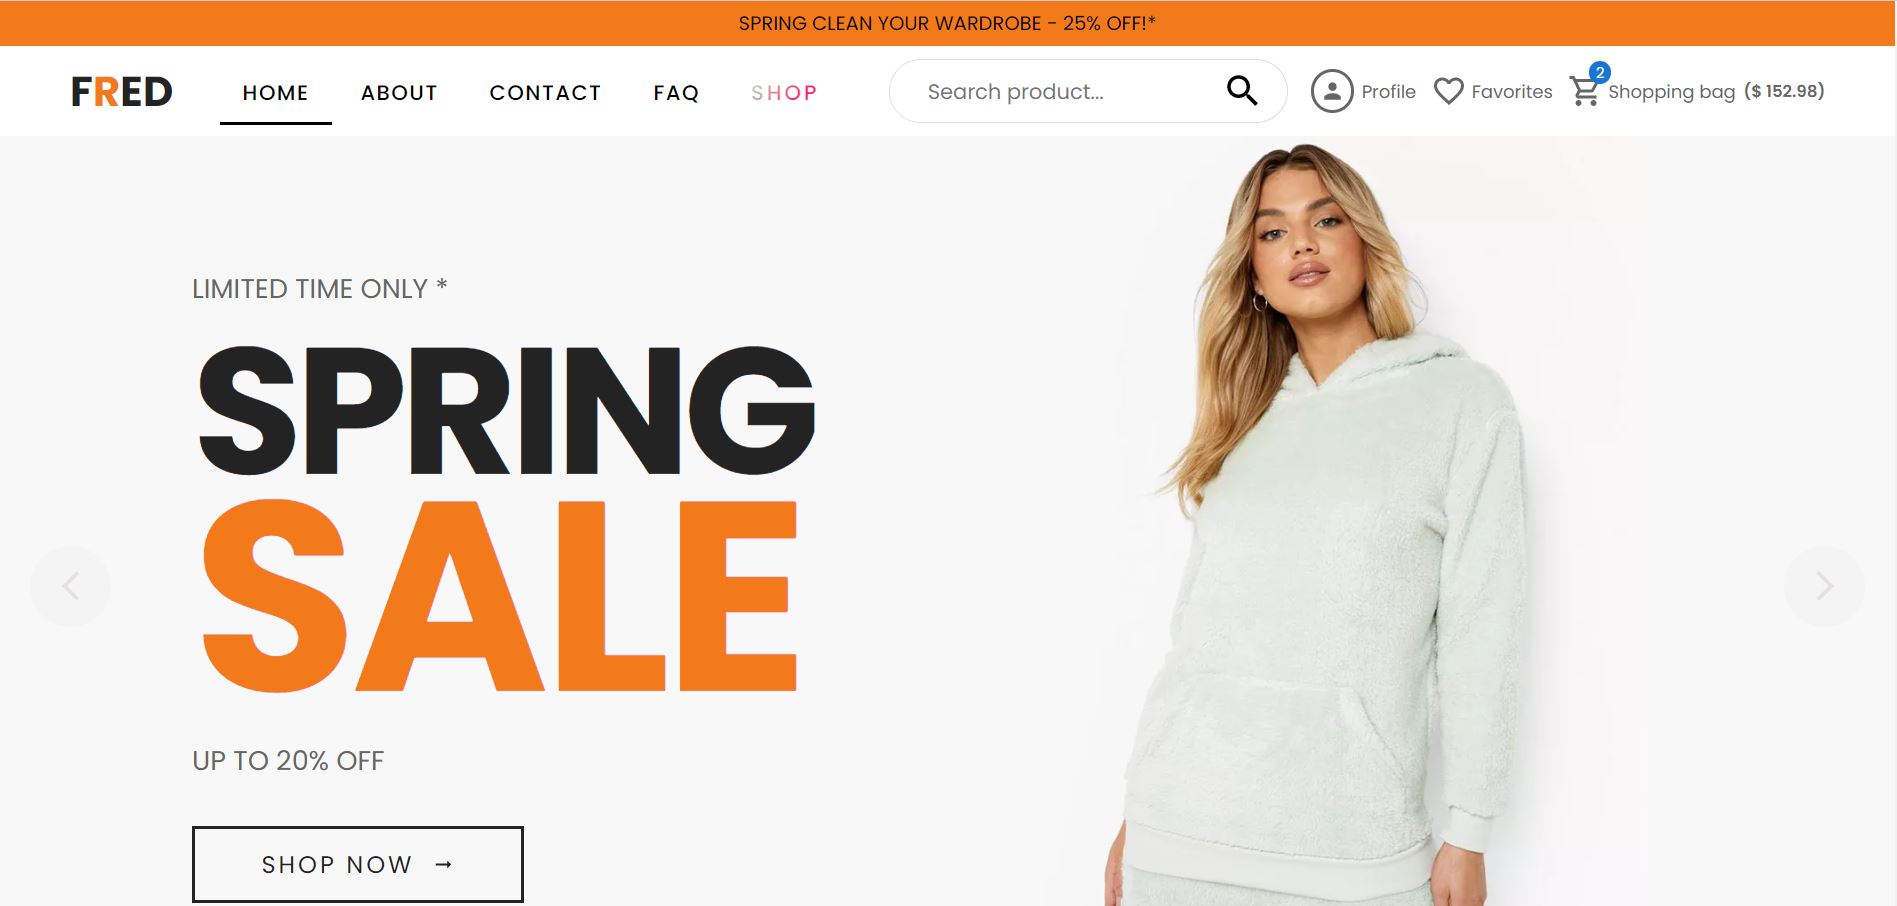 SPRING CLEAN YOUR WARDROBE - 25% OFF!*
FRED HOME ABOUT CONTACT FAQ SHOP Search product... Profile Favorites 2 Shopping bag ($ 152.98)
LIMITED TIME ONLY *
SPRING
SALE
UP TO 20% OFF
SHOP NOW →